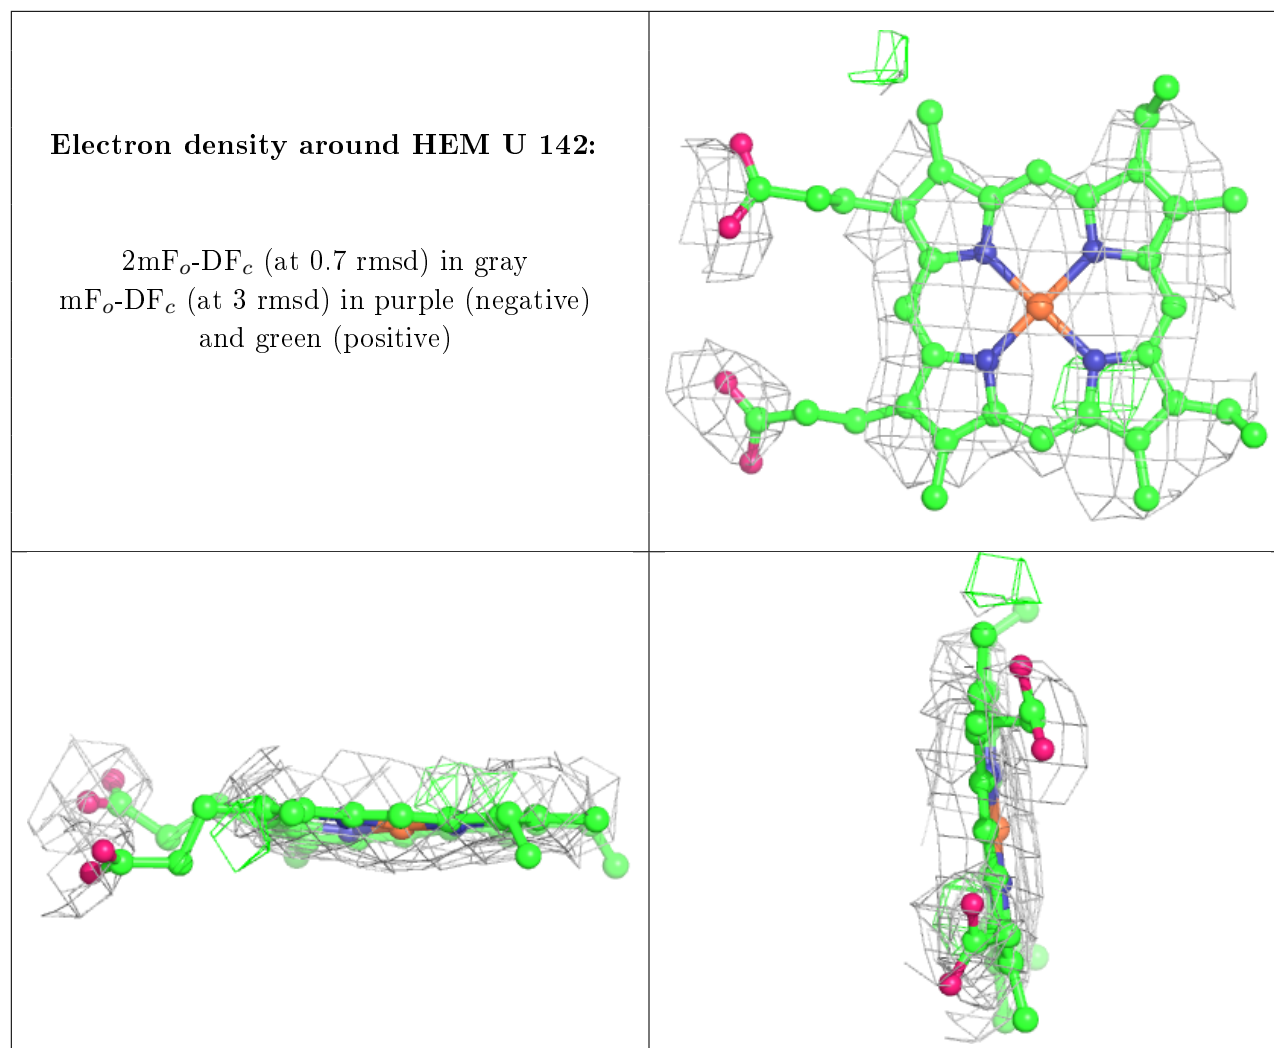 Electron density around HEM U 142:
2mFₒ-DF𝒸 (at 0.7 rmsd) in gray
mFₒ-DF𝒸 (at 3 rmsd) in purple (negative)
and green (positive)